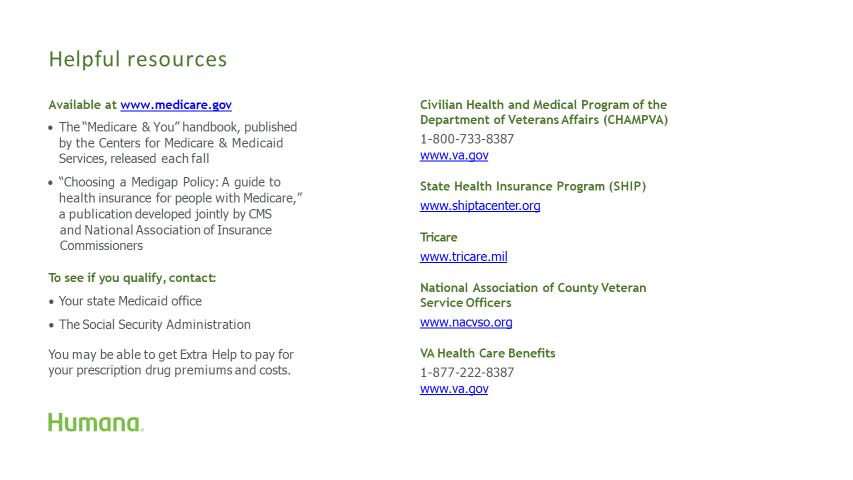 Helpful resources
Available at www.medicare.gov
• The “Medicare & You” handbook, published
by the Centers for Medicare & Medicaid
Services, released each fall
• “Choosing a Medigap Policy: A guide to
health insurance for people with Medicare,”
a publication developed jointly by CMS
and National Association of Insurance
Commissioners
To see if you qualify, contact:
• Your state Medicaid office
• The Social Security Administration
You may be able to get Extra Help to pay for
your prescription drug premiums and costs.
Humana®
Civilian Health and Medical Program of the
Department of Veterans Affairs (CHAMPVA)
1-800-733-8387
www.va.gov
State Health Insurance Program (SHIP)
www.shiptacenter.org
Tricare
www.tricare.mil
National Association of County Veteran
Service Officers
www.nacvso.org
VA Health Care Benefits
1-877-222-8387
www.va.gov